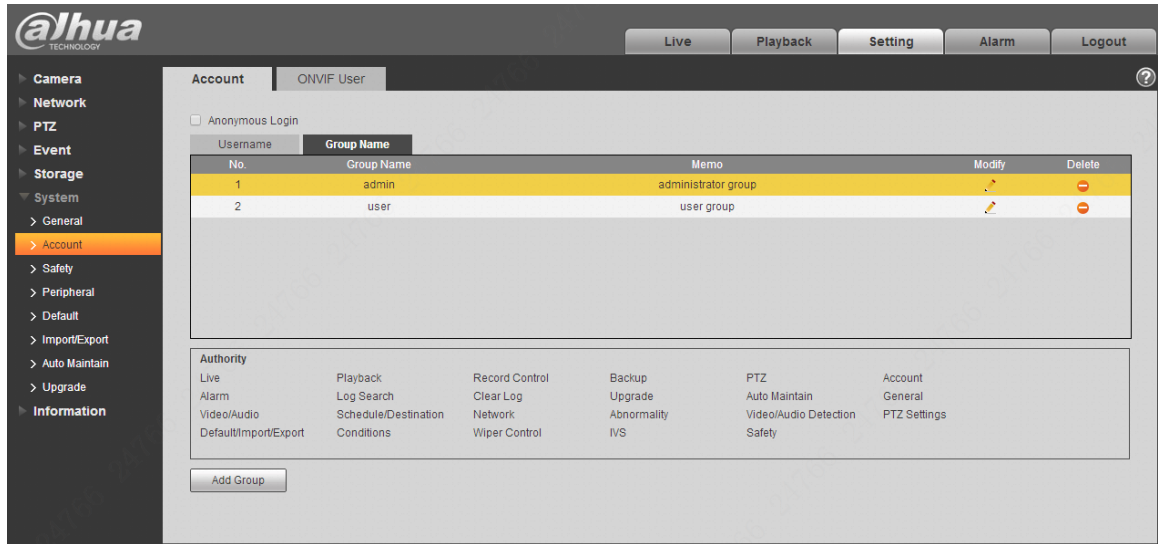 alhua
TECHNOLOGY
Live Playback Setting Alarm Logout
Camera
Network
PTZ
Event
Storage
System
General
Account
Safety
Peripheral
Default
Import/Export
Auto Maintain
Upgrade
Information
Account ONVIF User
?
Anonymous Login
Username Group Name
No. Group Name Memo Modify Delete
1 admin administrator group
2 user user group
Authority
Live Playback Record Control Backup PTZ Account
Alarm Log Search Clear Log Upgrade Auto Maintain General
Video/Audio Schedule/Destination Network Abnormality Video/Audio Detection PTZ Settings
Default/Import/Export Conditions Wiper Control IVS Safety
Add Group